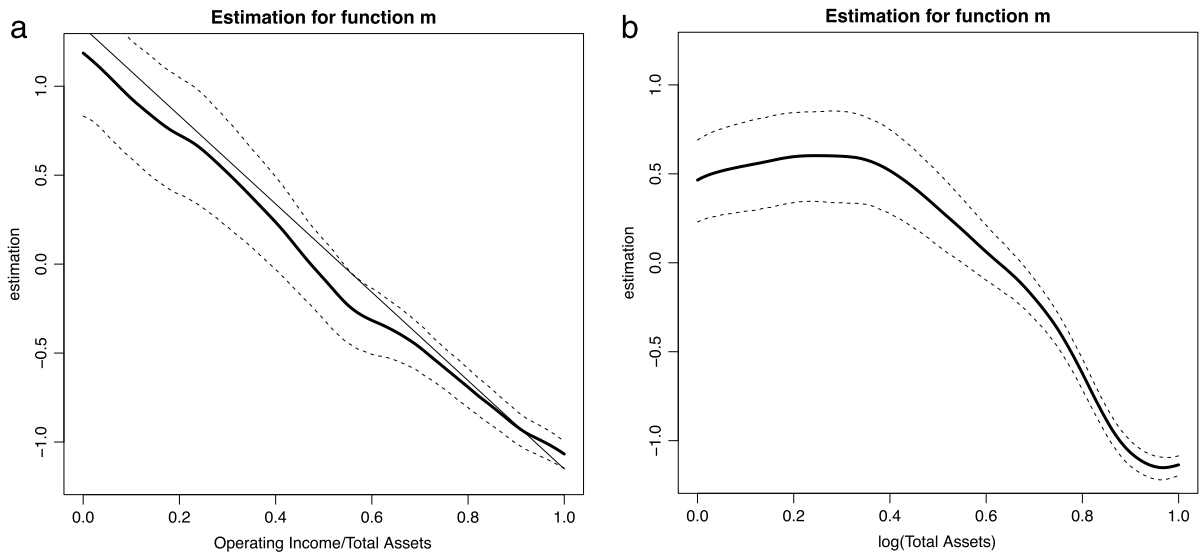 a
Estimation for function m
estimation
1.0
0.5
0.0
−0.5
−1.0
0.0 0.2 0.4 0.6 0.8 1.0
Operating Income/Total Assets
b
Estimation for function m
estimation
1.0
0.5
0.0
−0.5
−1.0
0.0 0.2 0.4 0.6 0.8 1.0
log(Total Assets)